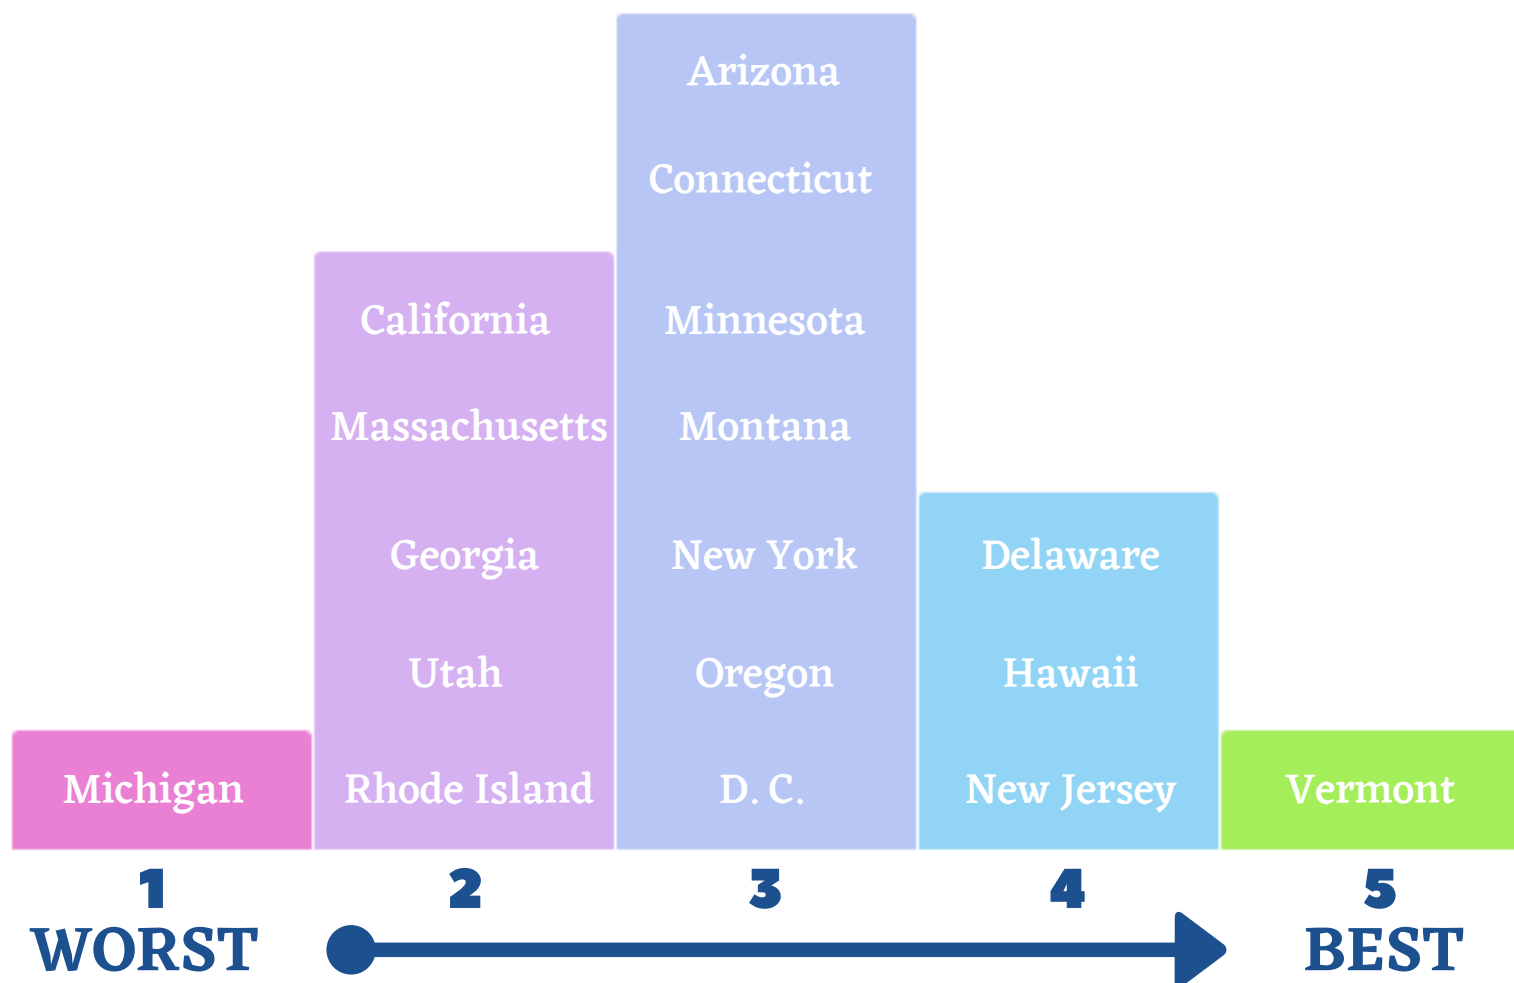 Arizona
Connecticut
California
Minnesota
Massachusetts
Montana
Georgia
New York
Delaware
Utah
Oregon
Hawaii
Michigan
Rhode Island
D. C.
New Jersey
Vermont
1
2
3
4
5
WORST
BEST